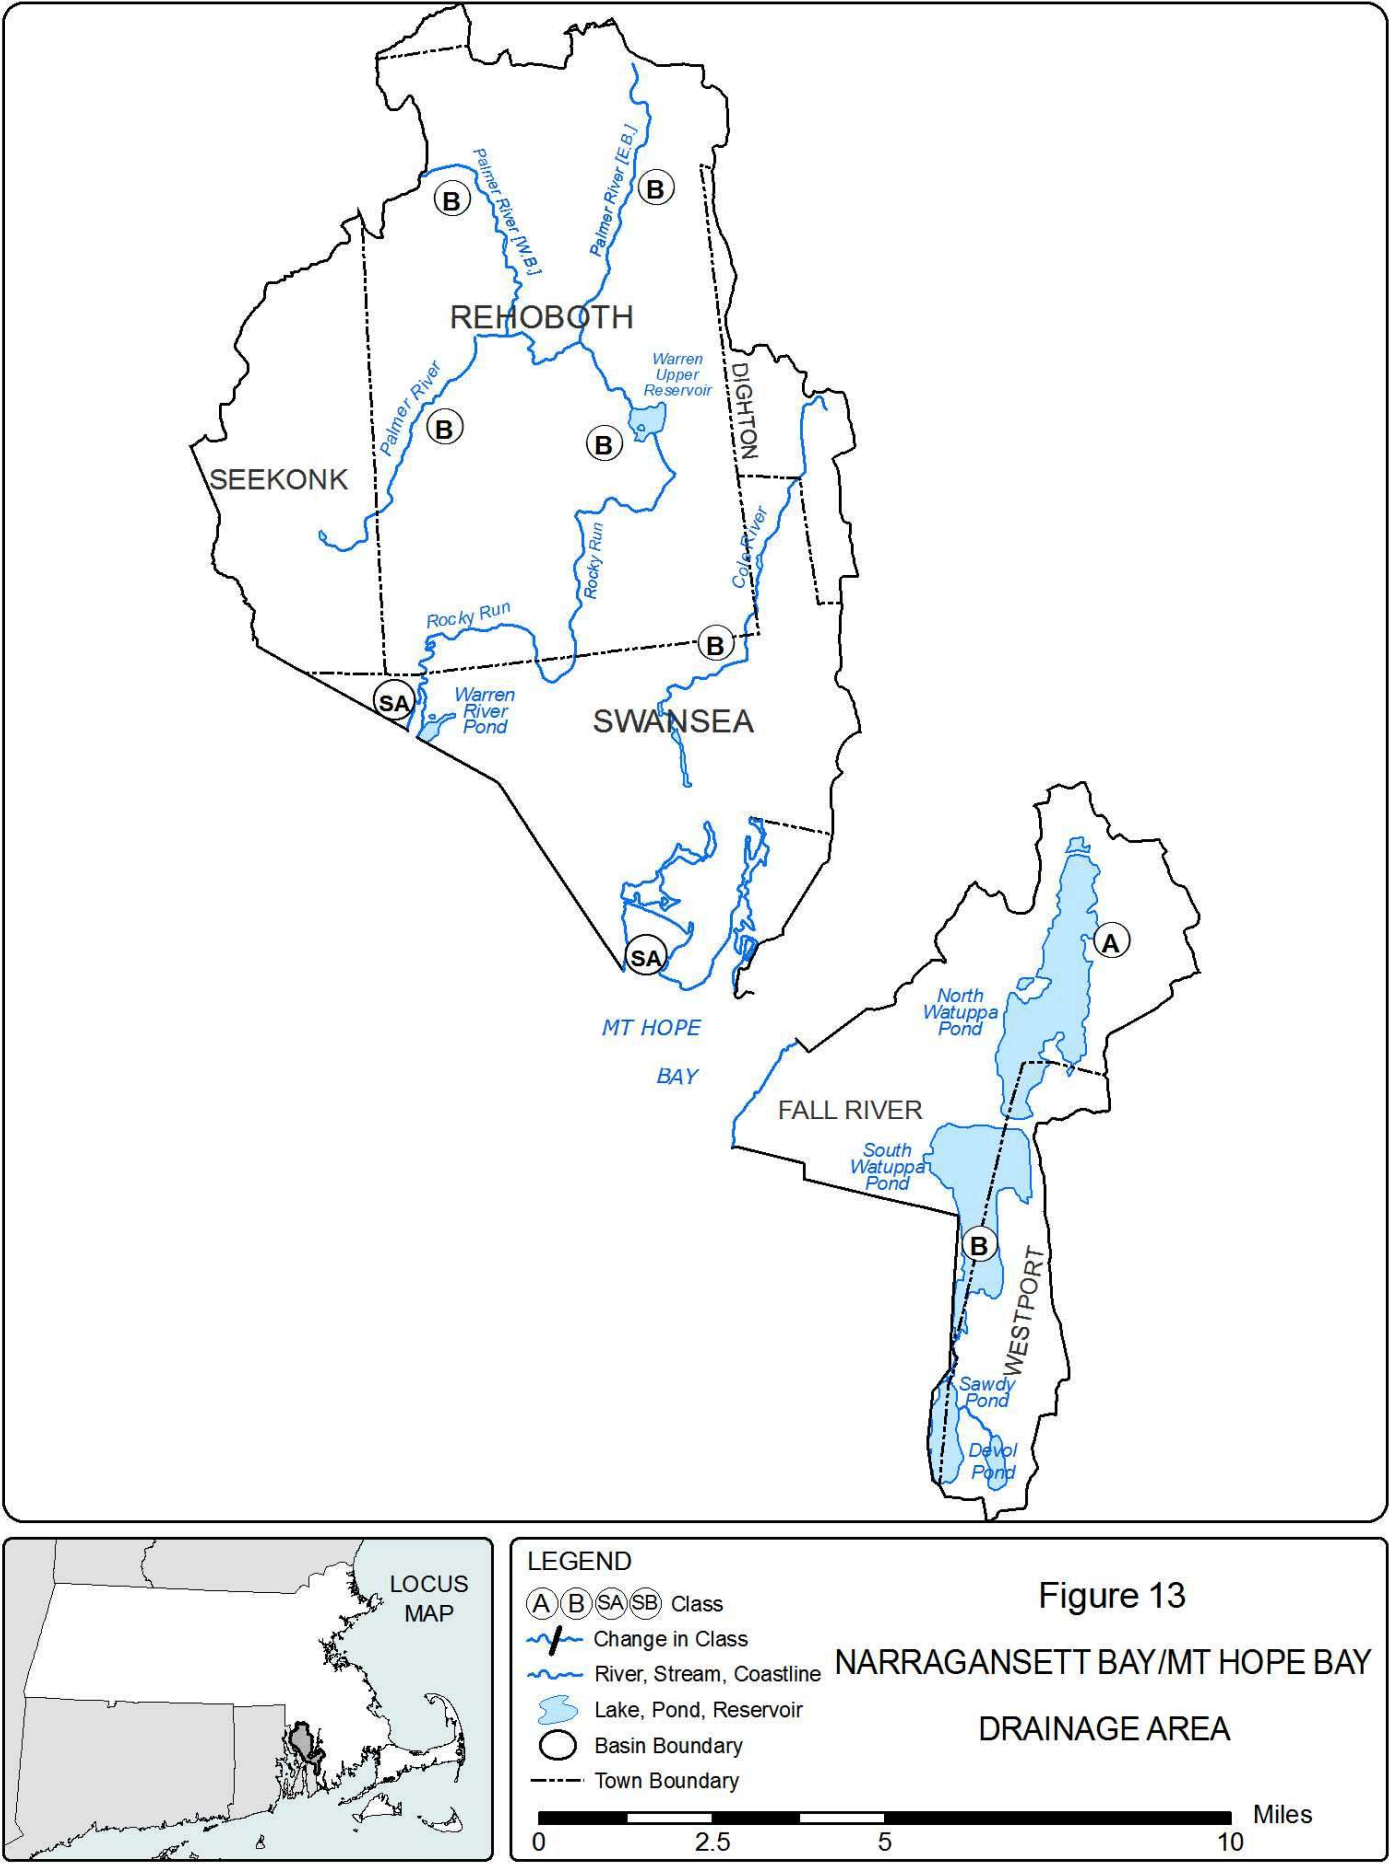 B
Palmer River [W.B.]
Palmer River [E.B.]
B
REHOBOTH
Palmer River
B
Warren
Upper
Reservoir
B
DIGHTON
SEEKONK
Cole River
Rocky Run
Rocky Run
B
SA
Warren
River
Pond
SWANSEA
SA
MT HOPE
BAY
A
North
Watuppa
Pond
FALL RIVER
South
Watuppa
Pond
B
WESTPORT
Sawdy
Pond
Devol
Pond
LOCUS
MAP
LEGEND
A B SA SB Class
Change in Class
River, Stream, Coastline
Lake, Pond, Reservoir
Basin Boundary
Town Boundary
Figure 13
NARRAGANSETT BAY/MT HOPE BAY
DRAINAGE AREA
Miles
0 2.5 5 10